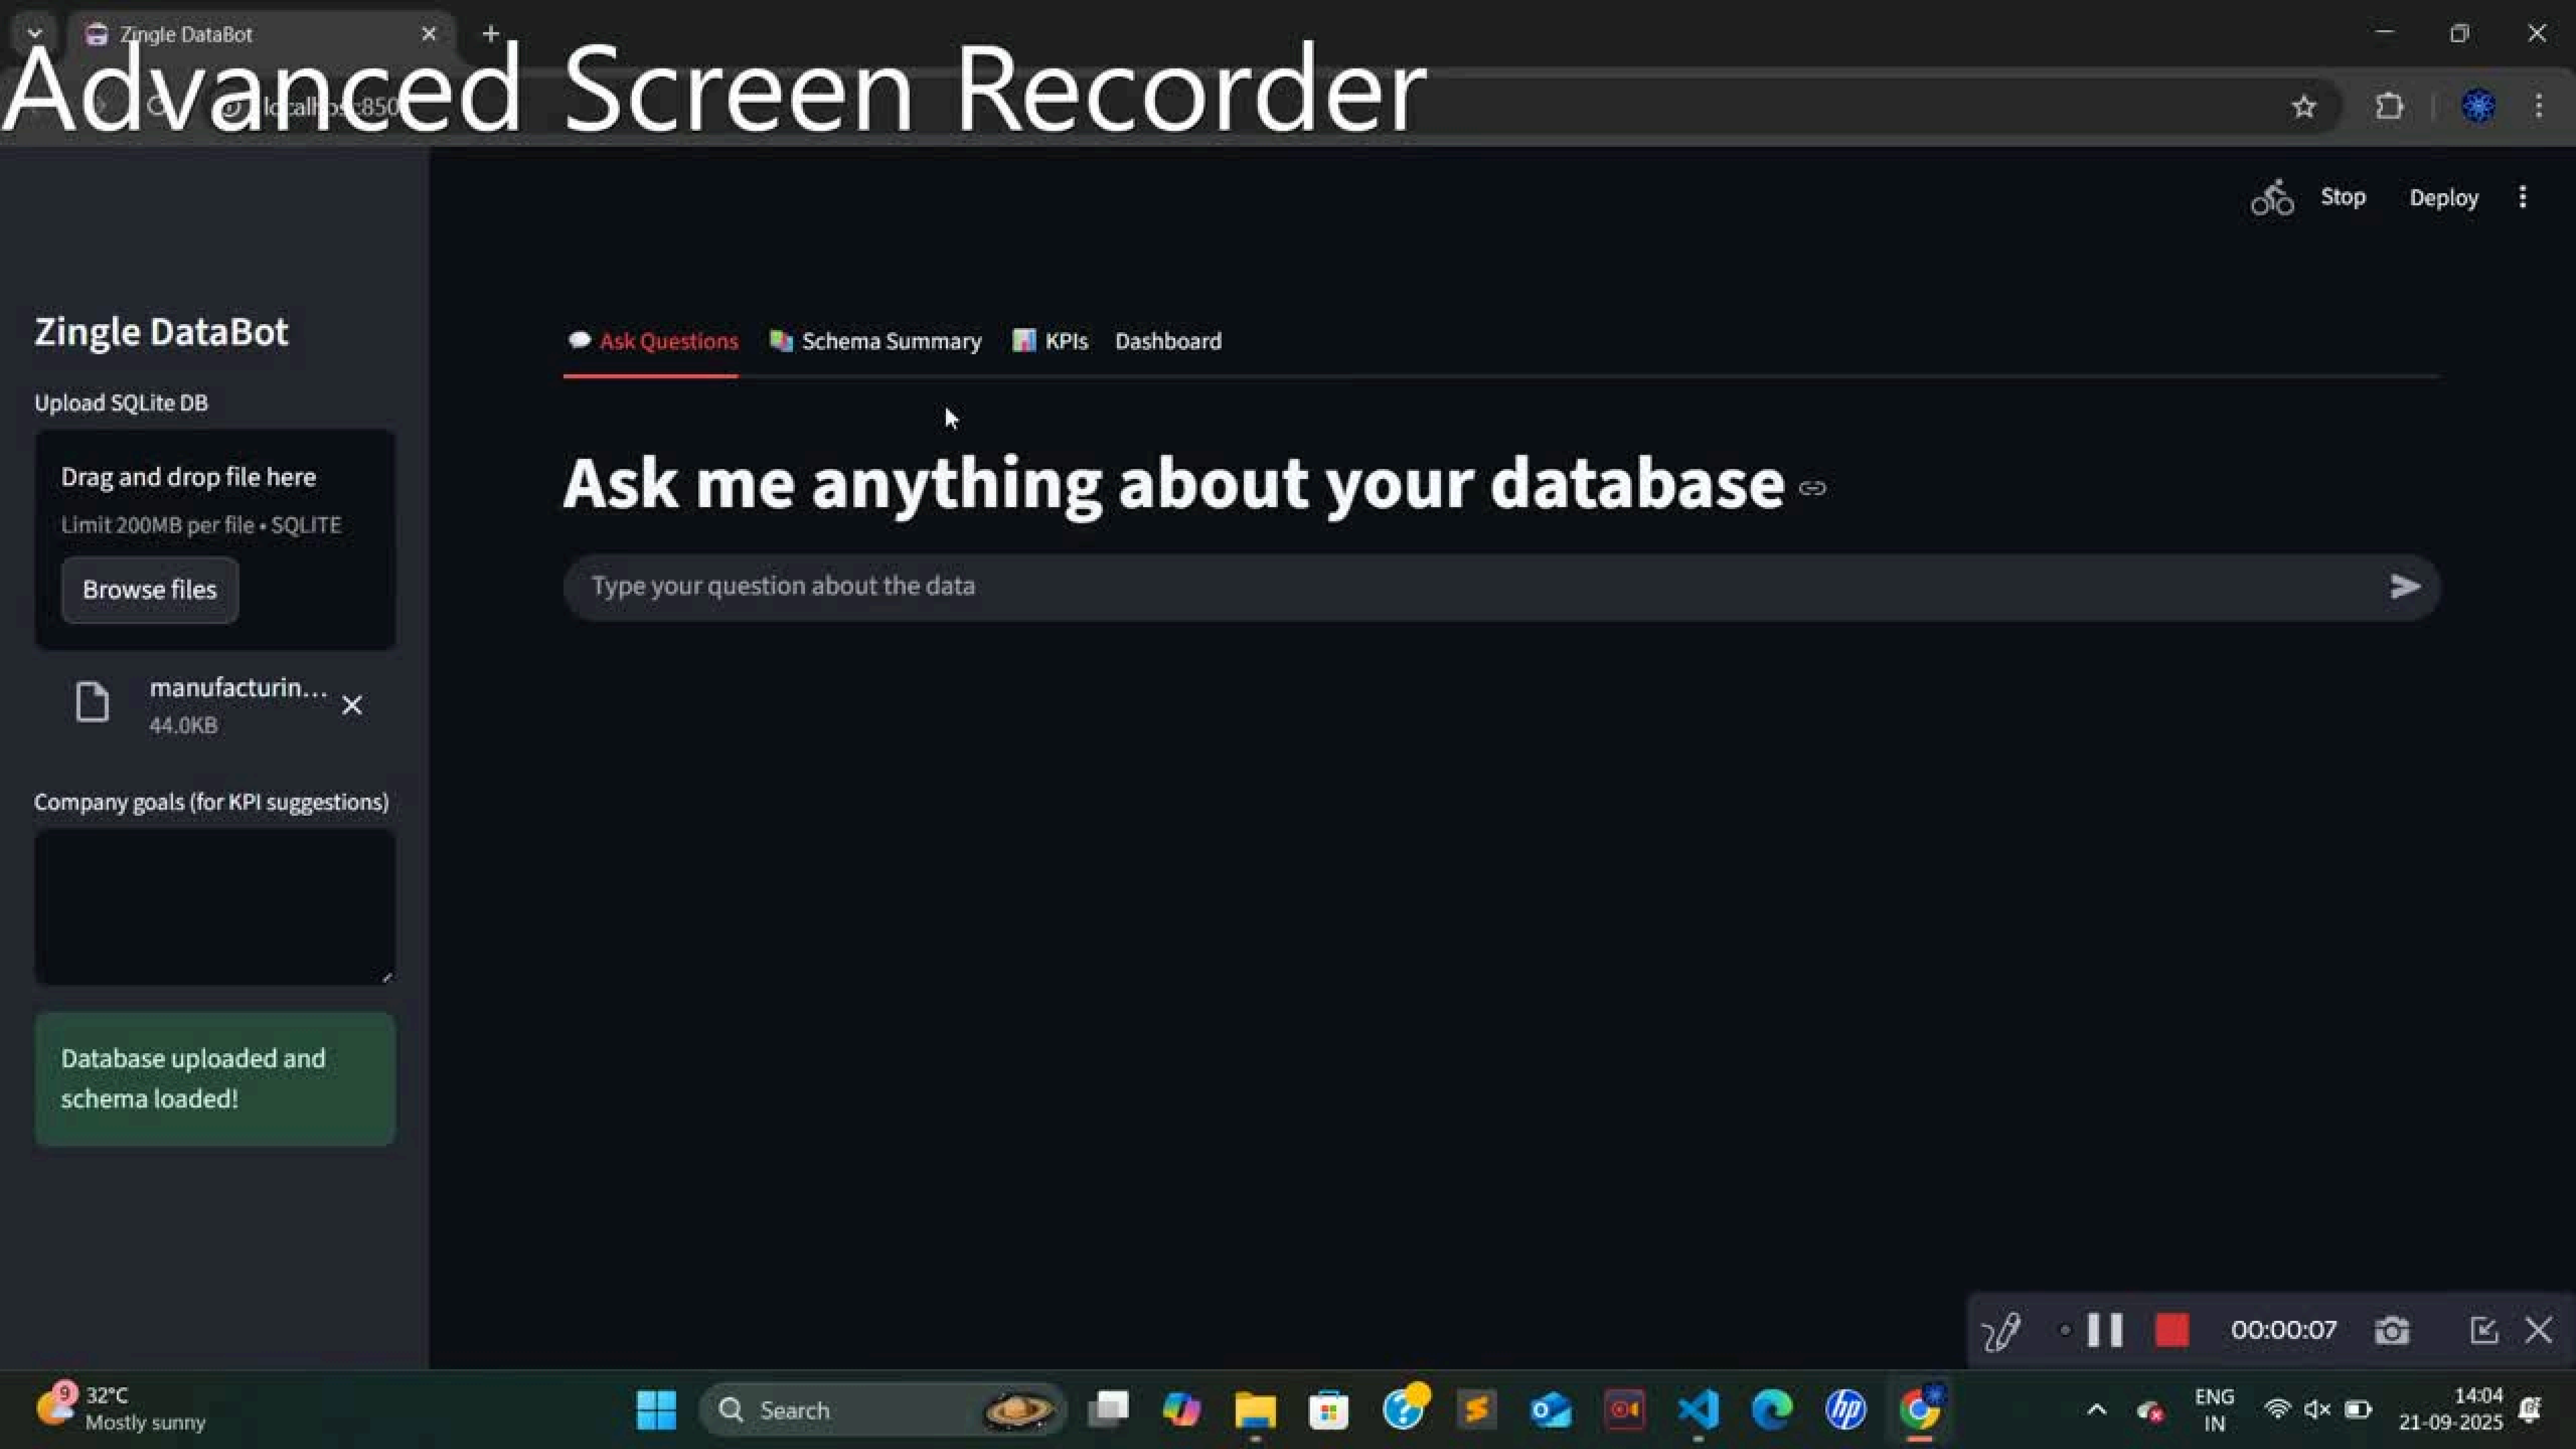 Zingle DataBot
Advanced Screen Recorder
Stop
Deploy
Zingle DataBot
Upload SQLite DB
Drag and drop file here
Limit 200MB per file • SQLITE
Browse files
manufacturin...
44.0KB
Company goals (for KPI suggestions)
Database uploaded and
schema loaded!
Ask Questions
Schema Summary
KPIs
Dashboard
Ask me anything about your database
Type your question about the data
00:00:07
9
32°C
Mostly sunny
Search
ENG
IN
14:04
21-09-2025